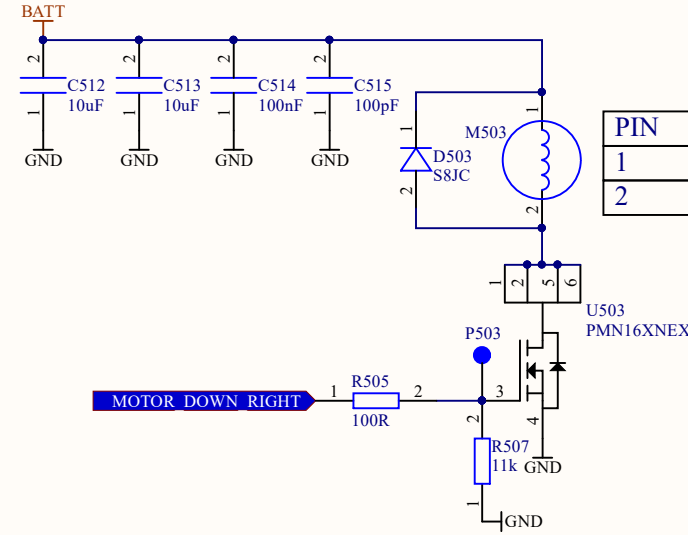 BATT
2
2
2
2
C512
C513
C514
C515
10uF
10uF
100nF
100pF
1
1
1
1
GND
GND
GND
GND
1
M503
1
D503
S8JC
2
2
PIN
1
2
1
2
5
6
U503
PMN16XNEX
P503
MOTOR_DOWN_RIGHT
1
R505
2
100R
3
4
2
R507
11k
GND
1
GND